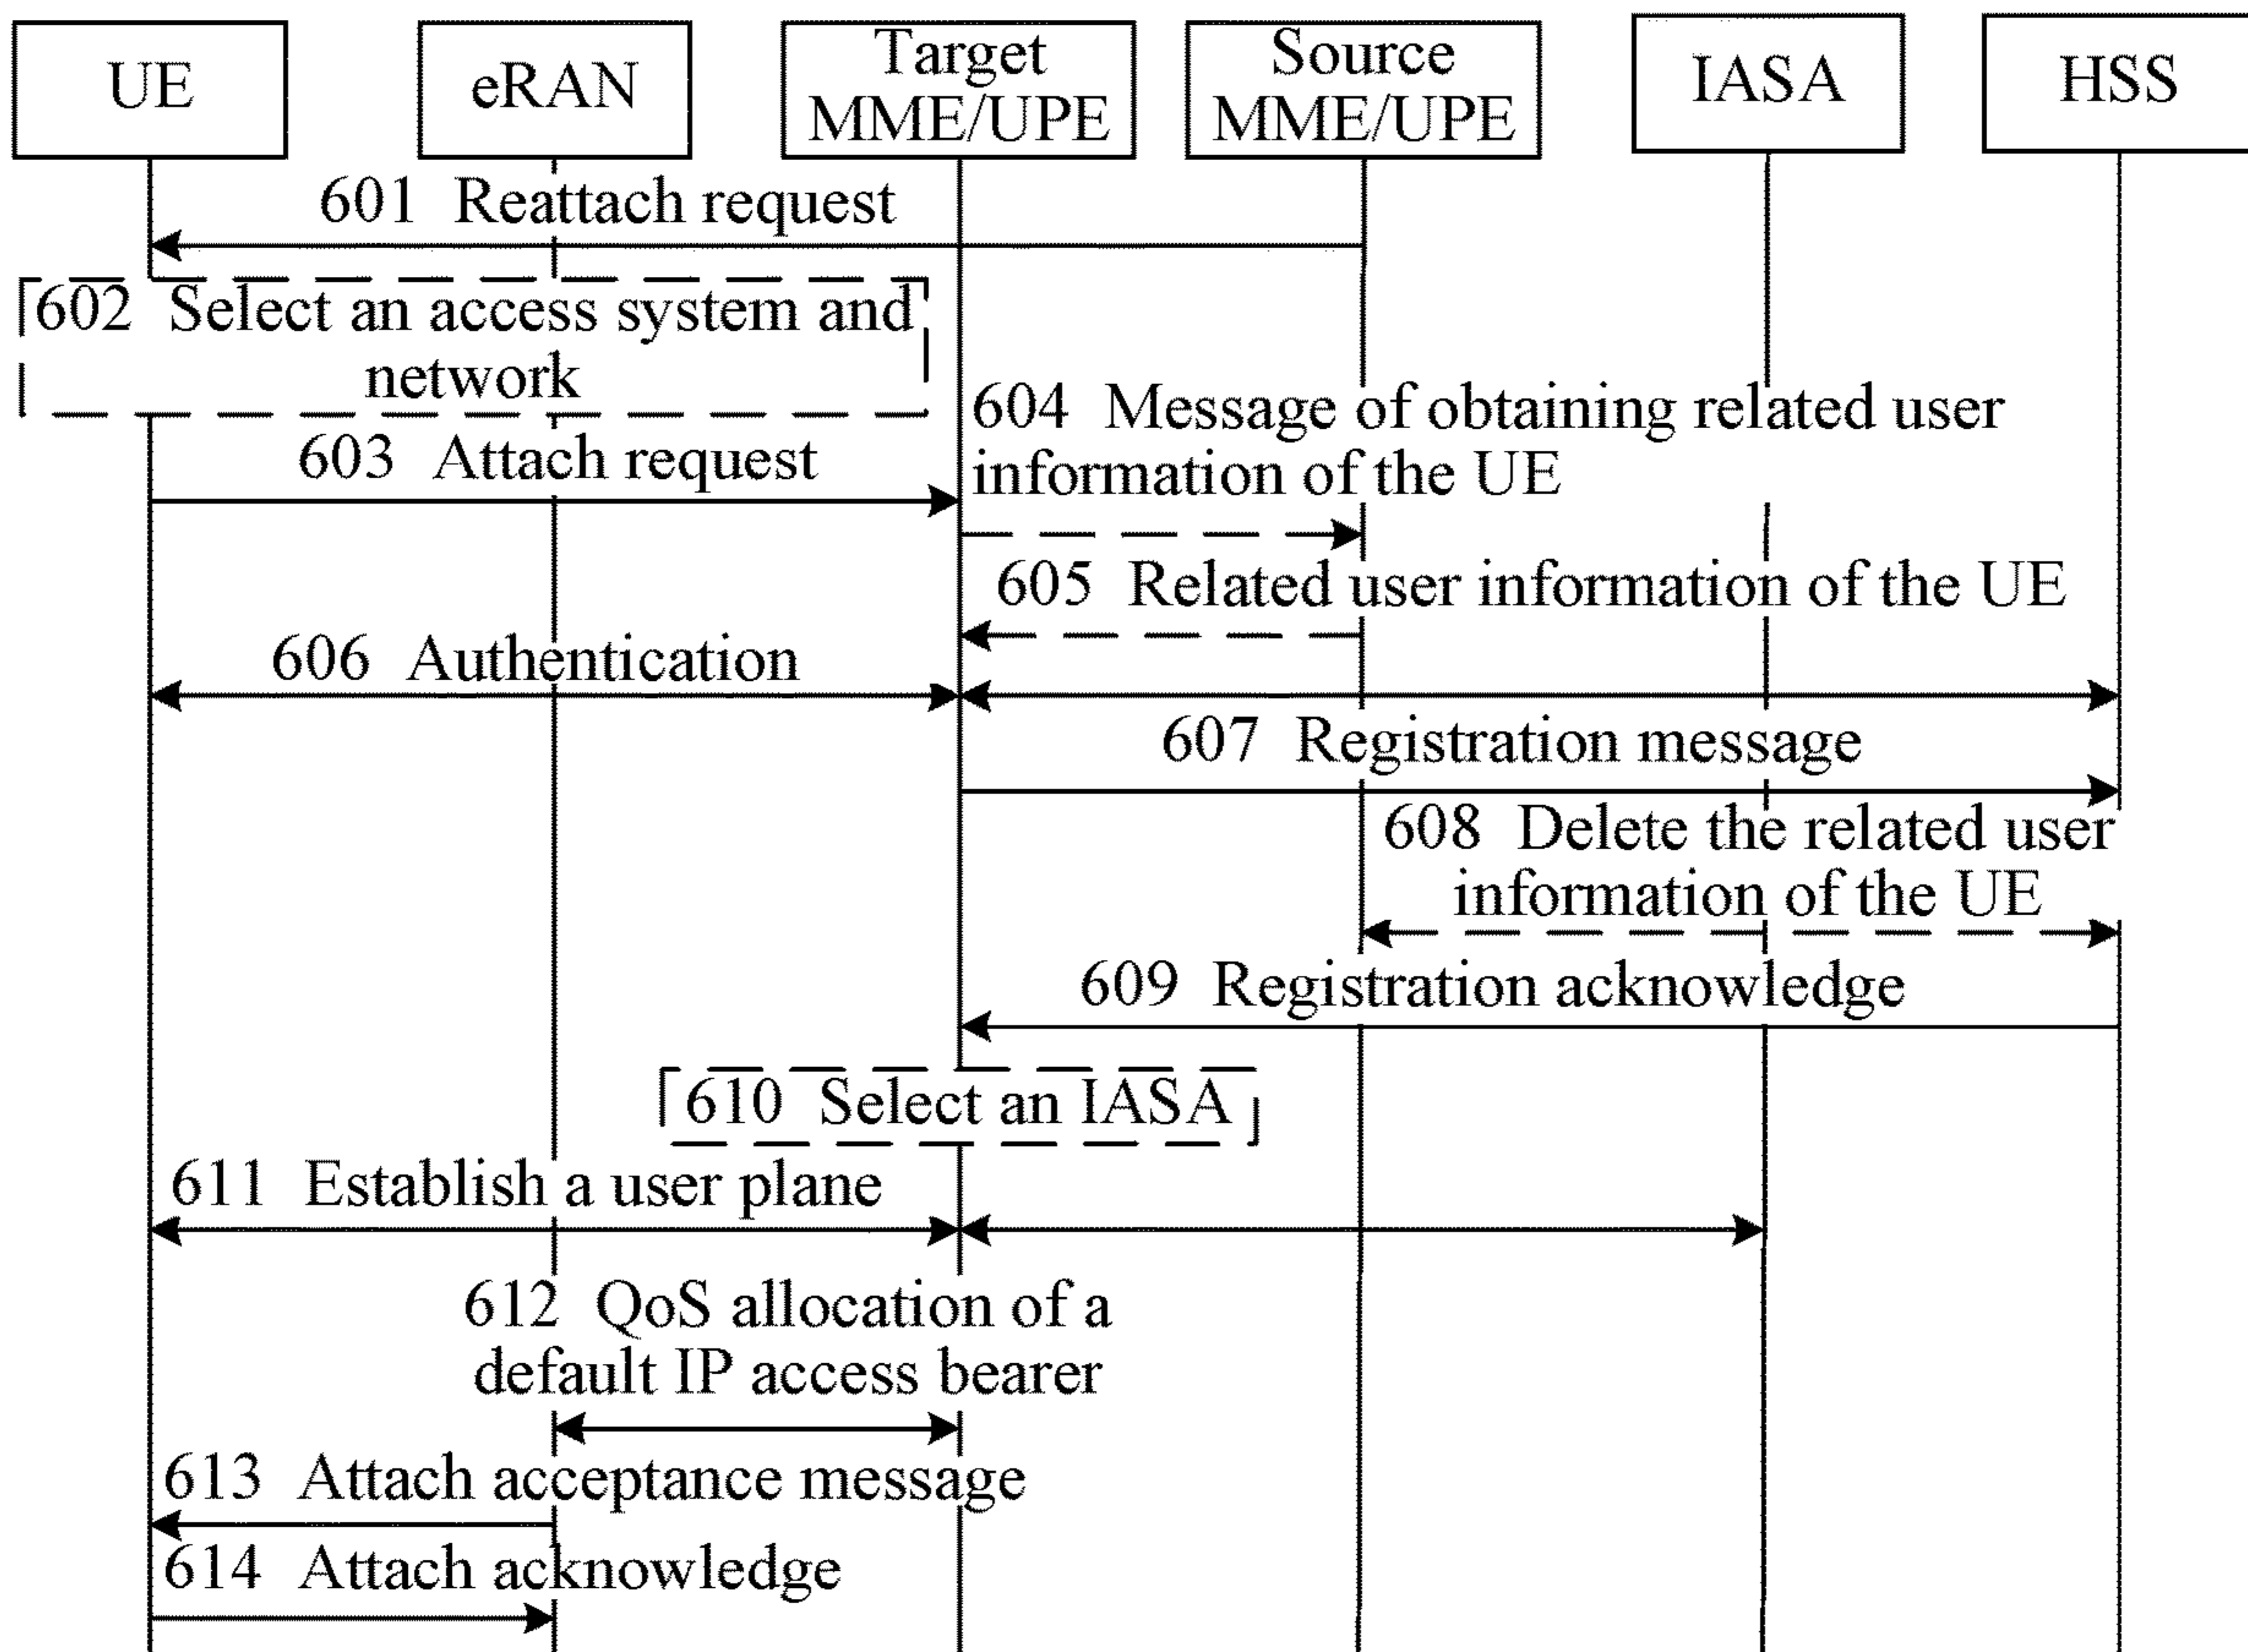 UE
eRAN
Target
MME/UPE
Source
MME/UPE
IASA
HSS
601 Reattach request
602 Select an access system and
network
603 Attach request
604 Message of obtaining related user
information of the UE
605 Related user information of the UE
606 Authentication
607 Registration message
608 Delete the related user
information of the UE
609 Registration acknowledge
610 Select an IASA
611 Establish a user plane
612 QoS allocation of a
default IP access bearer
613 Attach acceptance message
614 Attach acknowledge